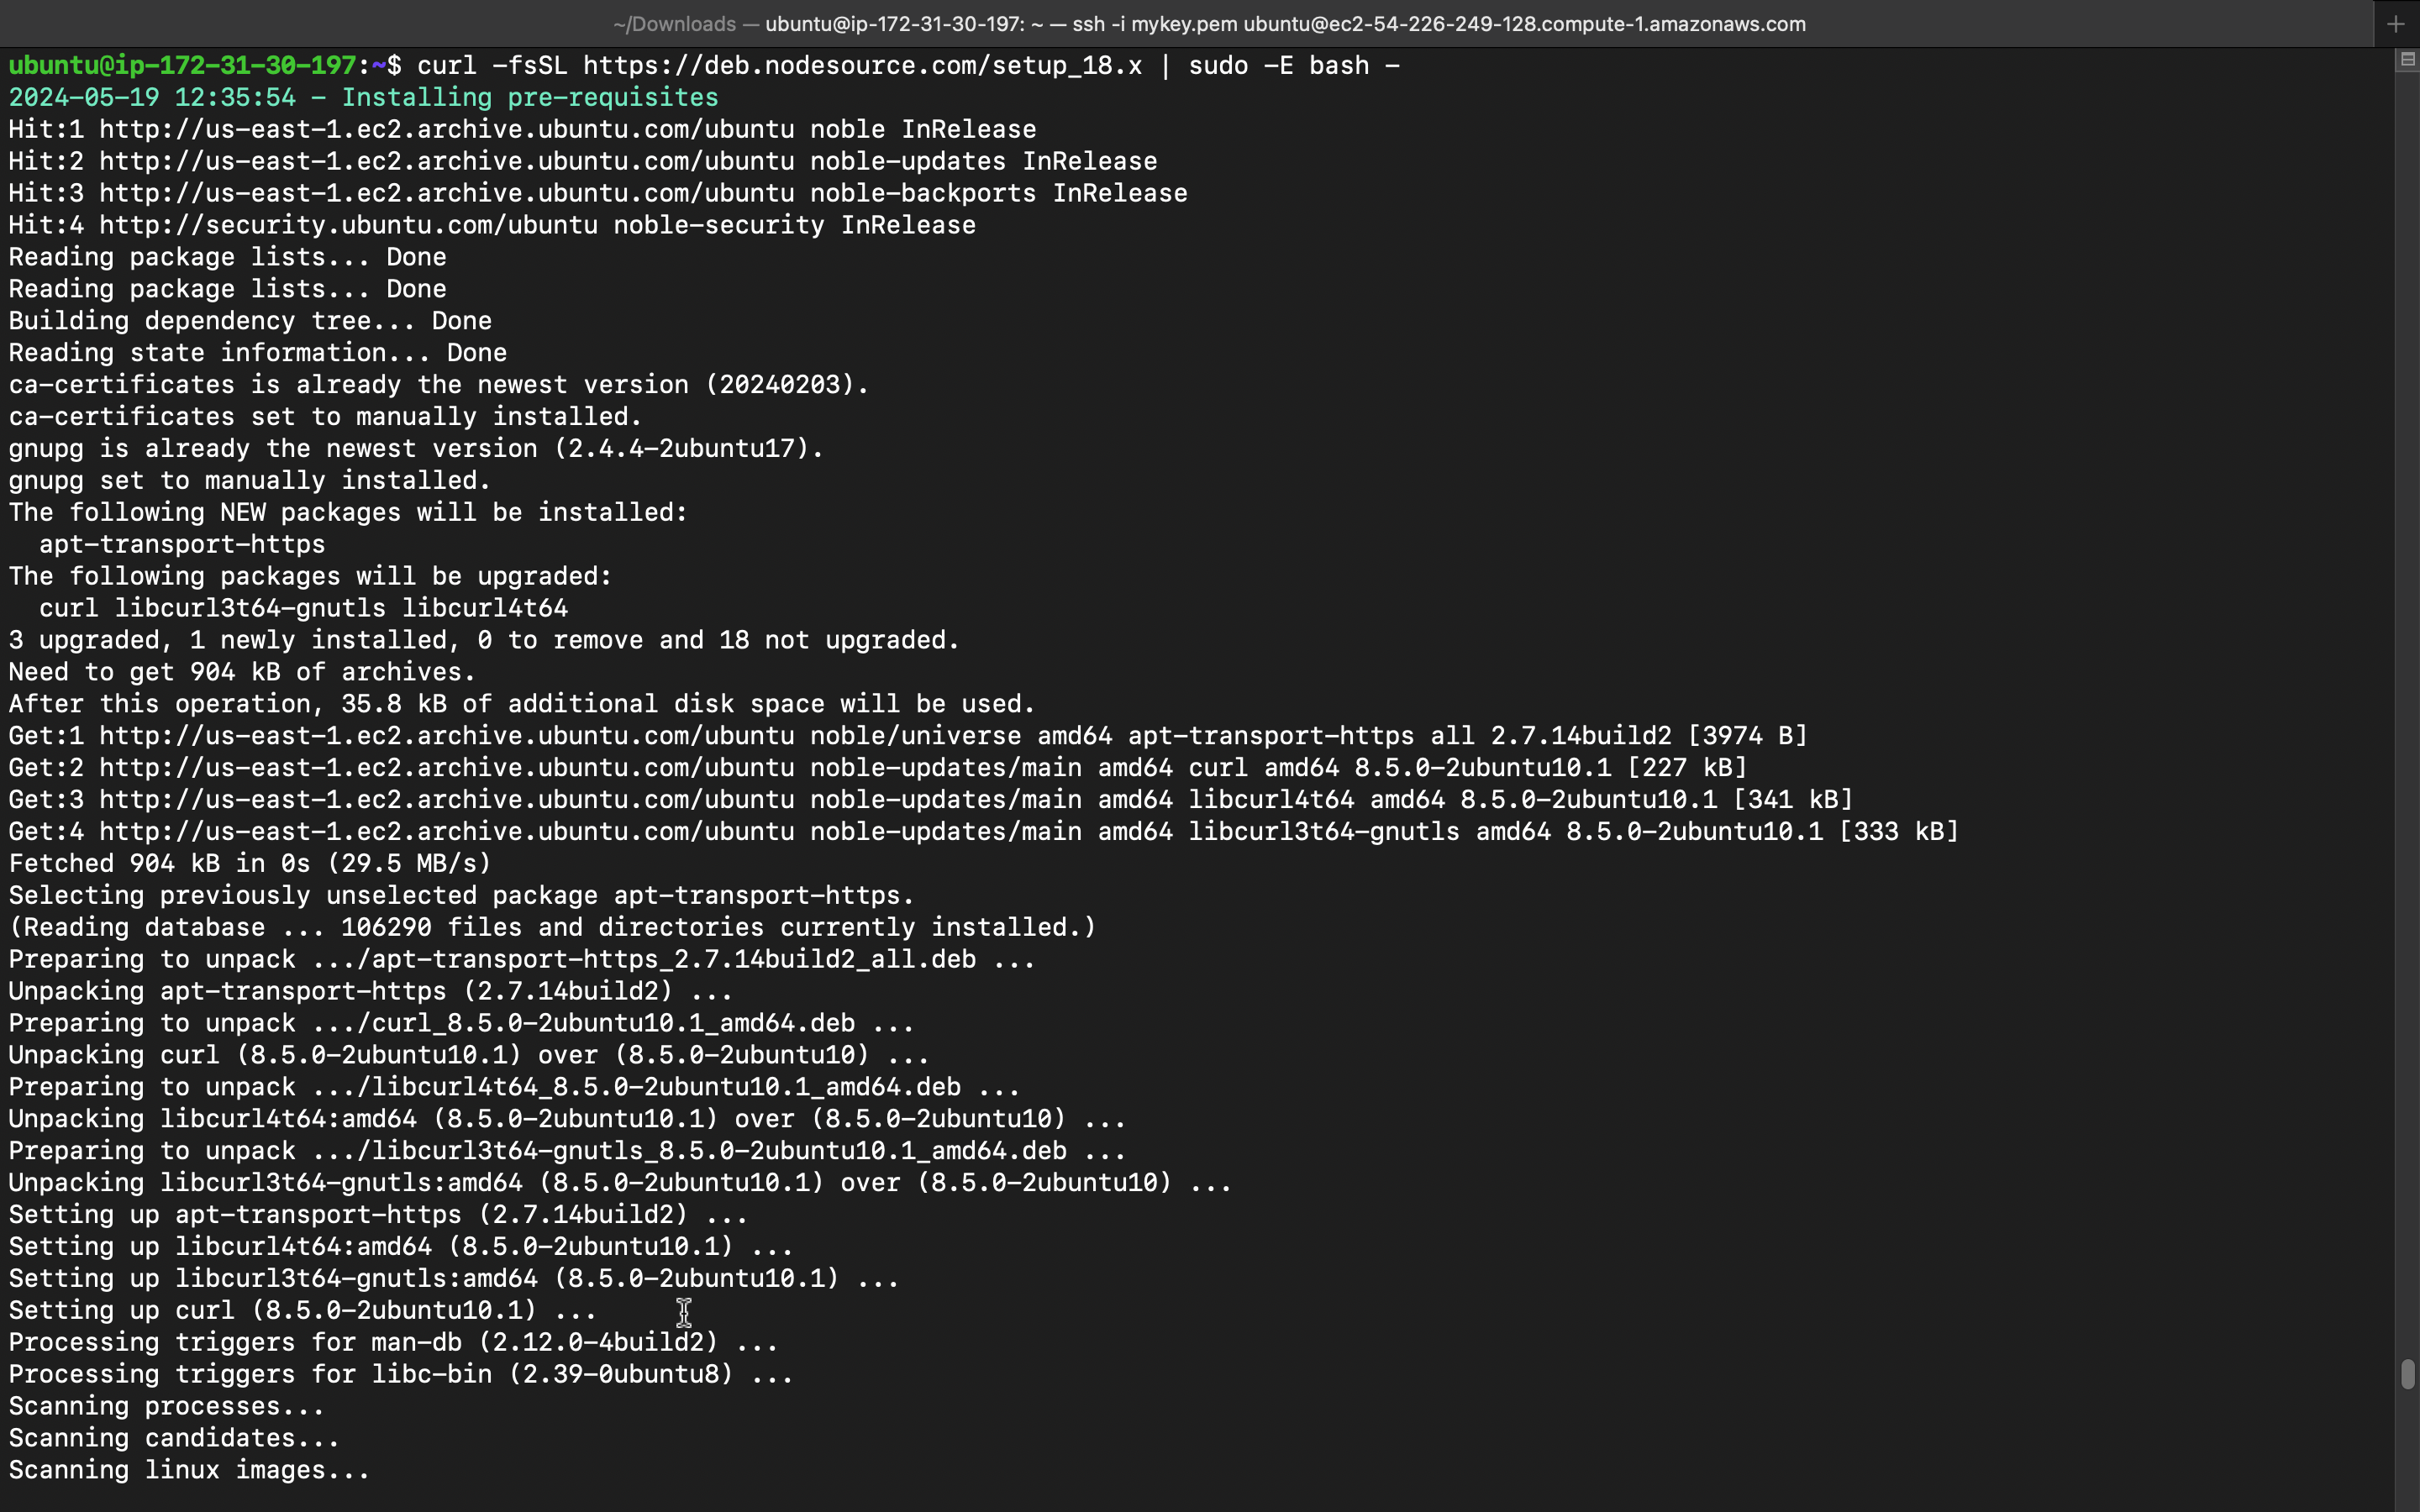 ~/Downloads — ubuntu@ip-172-31-30-197: ~ — ssh -i mykey.pem ubuntu@ec2-54-226-249-128.compute-1.amazonaws.com
ubuntu@ip-172-31-30-197:~$ curl -fsSL https://deb.nodesource.com/setup_18.x | sudo -E bash -
2024-05-19 12:35:54 - Installing pre-requisites
Hit:1 http://us-east-1.ec2.archive.ubuntu.com/ubuntu noble InRelease
Hit:2 http://us-east-1.ec2.archive.ubuntu.com/ubuntu noble-updates InRelease
Hit:3 http://us-east-1.ec2.archive.ubuntu.com/ubuntu noble-backports InRelease
Hit:4 http://security.ubuntu.com/ubuntu noble-security InRelease
Reading package lists... Done
Reading package lists... Done
Building dependency tree... Done
Reading state information... Done
ca-certificates is already the newest version (20240203).
ca-certificates set to manually installed.
gnupg is already the newest version (2.4.4-2ubuntu17).
gnupg set to manually installed.
The following NEW packages will be installed:
  apt-transport-https
The following packages will be upgraded:
  curl libcurl3t64-gnutls libcurl4t64
3 upgraded, 1 newly installed, 0 to remove and 18 not upgraded.
Need to get 904 kB of archives.
After this operation, 35.8 kB of additional disk space will be used.
Get:1 http://us-east-1.ec2.archive.ubuntu.com/ubuntu noble/universe amd64 apt-transport-https all 2.7.14build2 [3974 B]
Get:2 http://us-east-1.ec2.archive.ubuntu.com/ubuntu noble-updates/main amd64 curl amd64 8.5.0-2ubuntu10.1 [227 kB]
Get:3 http://us-east-1.ec2.archive.ubuntu.com/ubuntu noble-updates/main amd64 libcurl4t64 amd64 8.5.0-2ubuntu10.1 [341 kB]
Get:4 http://us-east-1.ec2.archive.ubuntu.com/ubuntu noble-updates/main amd64 libcurl3t64-gnutls amd64 8.5.0-2ubuntu10.1 [333 kB]
Fetched 904 kB in 0s (29.5 MB/s)
Selecting previously unselected package apt-transport-https.
(Reading database ... 106290 files and directories currently installed.)
Preparing to unpack .../apt-transport-https_2.7.14build2_all.deb ...
Unpacking apt-transport-https (2.7.14build2) ...
Preparing to unpack .../curl_8.5.0-2ubuntu10.1_amd64.deb ...
Unpacking curl (8.5.0-2ubuntu10.1) over (8.5.0-2ubuntu10) ...
Preparing to unpack .../libcurl4t64_8.5.0-2ubuntu10.1_amd64.deb ...
Unpacking libcurl4t64:amd64 (8.5.0-2ubuntu10.1) over (8.5.0-2ubuntu10) ...
Preparing to unpack .../libcurl3t64-gnutls_8.5.0-2ubuntu10.1_amd64.deb ...
Unpacking libcurl3t64-gnutls:amd64 (8.5.0-2ubuntu10.1) over (8.5.0-2ubuntu10) ...
Setting up apt-transport-https (2.7.14build2) ...
Setting up libcurl4t64:amd64 (8.5.0-2ubuntu10.1) ...
Setting up libcurl3t64-gnutls:amd64 (8.5.0-2ubuntu10.1) ...
Setting up curl (8.5.0-2ubuntu10.1) ...
Processing triggers for man-db (2.12.0-4build2) ...
Processing triggers for libc-bin (2.39-0ubuntu8) ...
Scanning processes...
Scanning candidates...
Scanning linux images...